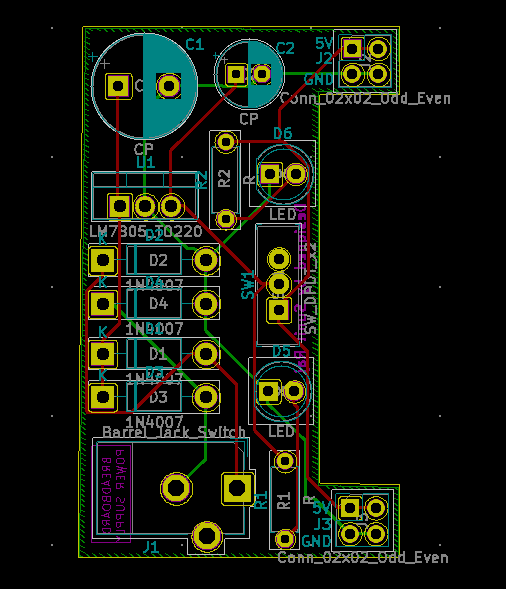 C1
C2
5V
J2
GND
Conn_02x02_Odd_Even
CP
CP
D6
U1
R2
R2
R
LED
LM7805_TO220
D2
K
D2
1N4007
K
D4
1N4007
D1
K
D1
1N4007
D3
K
D3
1N4007
SW1
SW_DPDT_x2
D5
LED
Barrel_Jack_Switch
POWER SUPPLY
BREADBOARD
J1
R1
R1
R
5V
J3
GND
Conn_02x02_Odd_Even